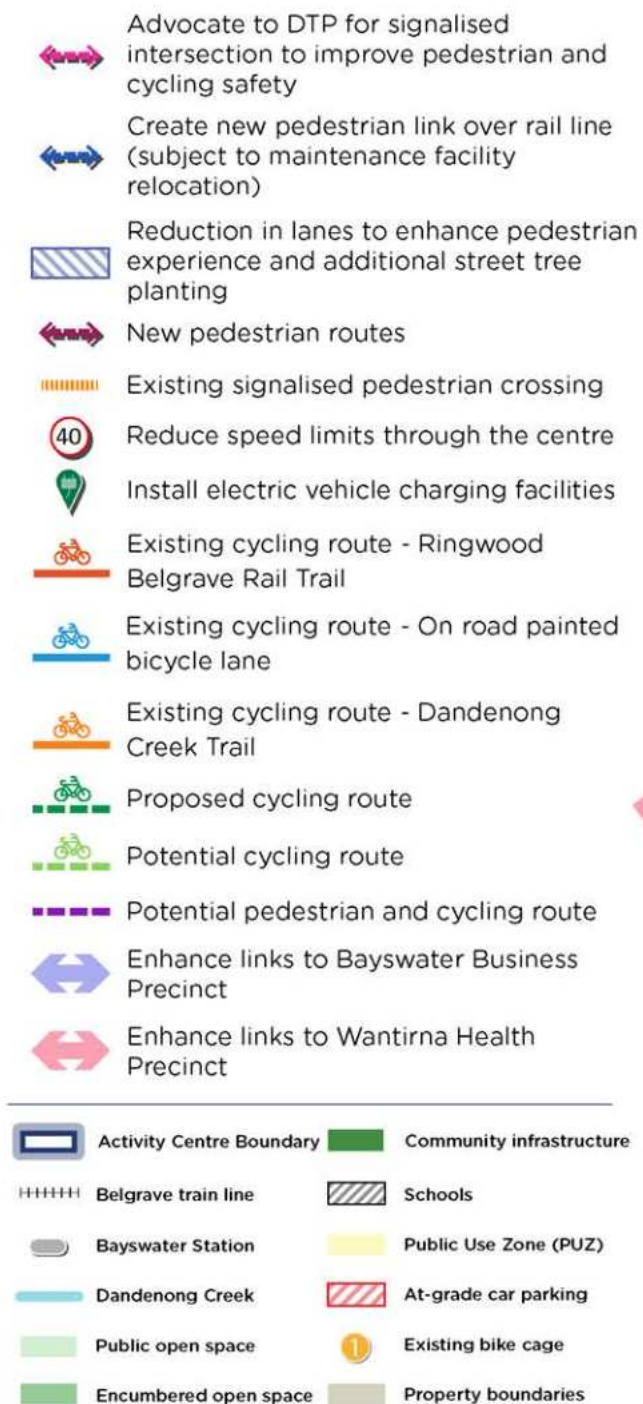 Advocate to DTP for signalised
intersection to improve pedestrian and
cycling safety
Create new pedestrian link over rail line
(subject to maintenance facility
relocation)
Reduction in lanes to enhance pedestrian
experience and additional street tree
planting
New pedestrian routes
Existing signalised pedestrian crossing
40
Reduce speed limits through the centre
Install electric vehicle charging facilities
Existing cycling route - Ringwood
Belgrave Rail Trail
Existing cycling route - On road painted
bicycle lane
Existing cycling route - Dandenong
Creek Trail
Proposed cycling route
Potential cycling route
Potential pedestrian and cycling route
Enhance links to Bayswater Business
Precinct
Enhance links to Wantirna Health
Precinct
Activity Centre Boundary
Community infrastructure
Belgrave train line
Schools
Bayswater Station
Public Use Zone (PUZ)
Dandenong Creek
At-grade car parking
Public open space
1
Existing bike cage
Encumbered open space
Property boundaries